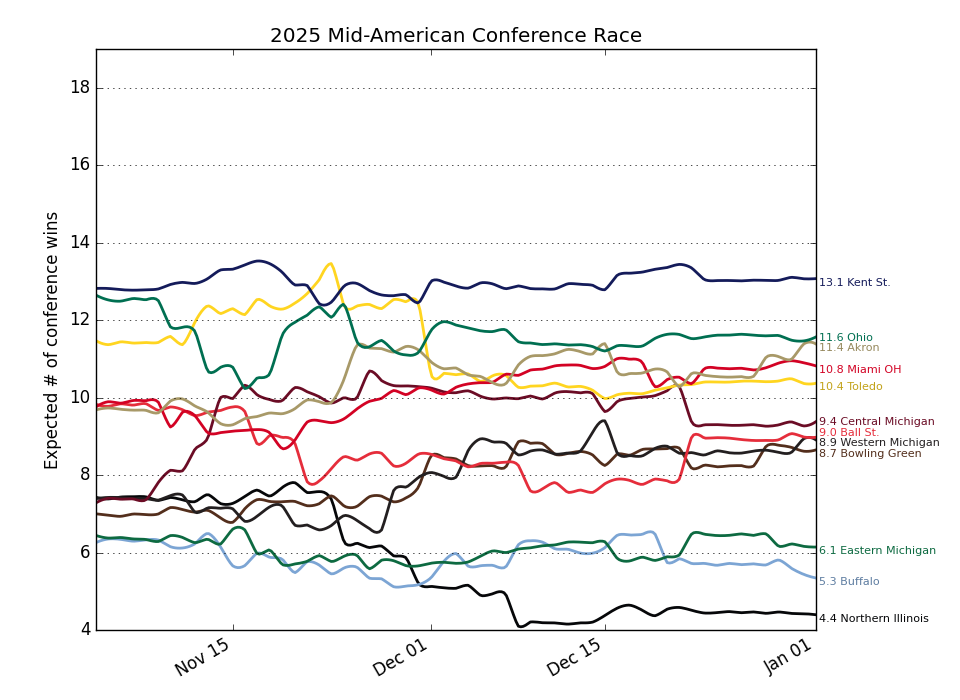 2025 Mid-American Conference Race
Expected # of conference wins
18
16
14
12
10
8
6
4
Nov 15
Dec 01
Dec 15
Jan 01
13.1 Kent St.
11.6 Ohio
11.4 Akron
10.8 Miami OH
10.4 Toledo
9.4 Central Michigan
9.0 Ball St.
8.9 Western Michigan
8.7 Bowling Green
6.1 Eastern Michigan
5.3 Buffalo
4.4 Northern Illinois